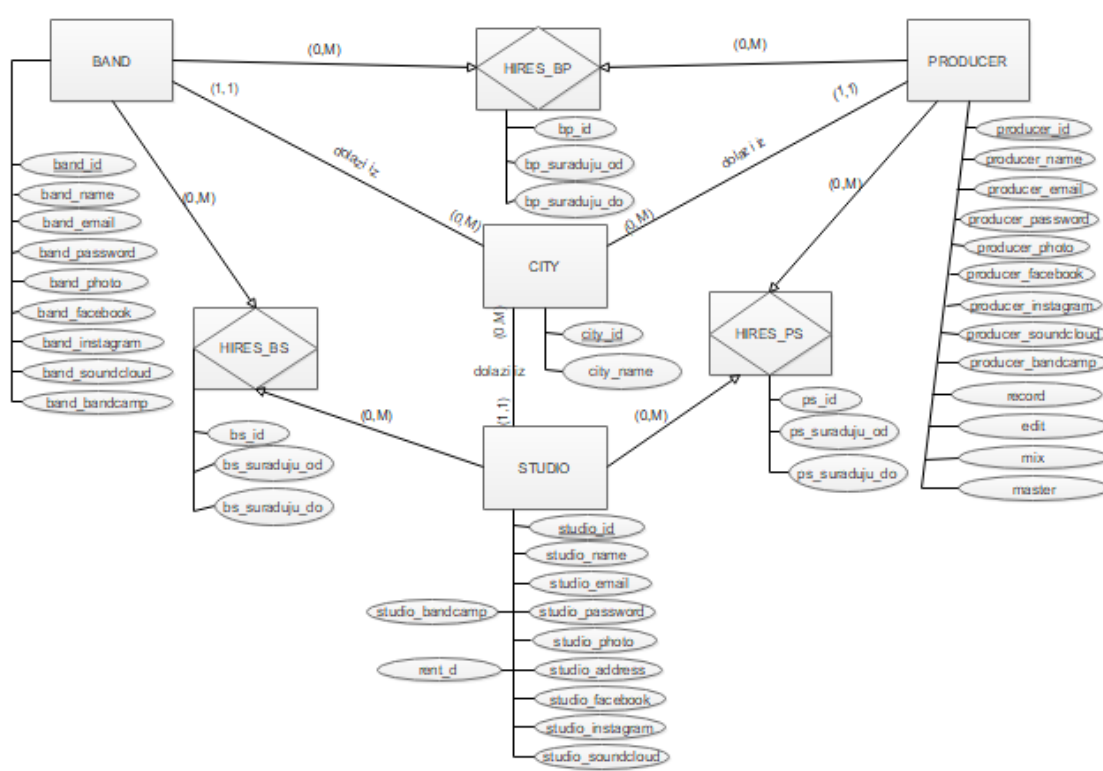 BAND
PRODUCER
HIRES_BP
(0,M)
(0,M)
(1,1)
(1,1)
dolazi iz
dolazi iz
bp_id
bp_suraduju_od
bp_suraduju_do
band_id
band_name
band_email
band_password
band_photo
band_facebook
band_instagram
band_soundcloud
band_bandcamp
(0,M)
(0,M)
(0,M)
(0,M)
producer_id
producer_name
producer_email
producer_password
producer_photo
producer_facebook
producer_instagram
producer_soundcloud
producer_bandcamp
record
edit
mix
master
CITY
city_id
city_name
(0,M)
dolazi iz
(1,1)
HIRES_BS
bs_id
bs_suraduju_od
bs_suraduju_do
HIRES_PS
ps_id
ps_suraduju_od
ps_suraduju_do
(0,M)
(0,M)
STUDIO
studio_id
studio_name
studio_email
studio_bandcamp
studio_password
studio_photo
rent_d
studio_address
studio_facebook
studio_instagram
studio_soundcloud